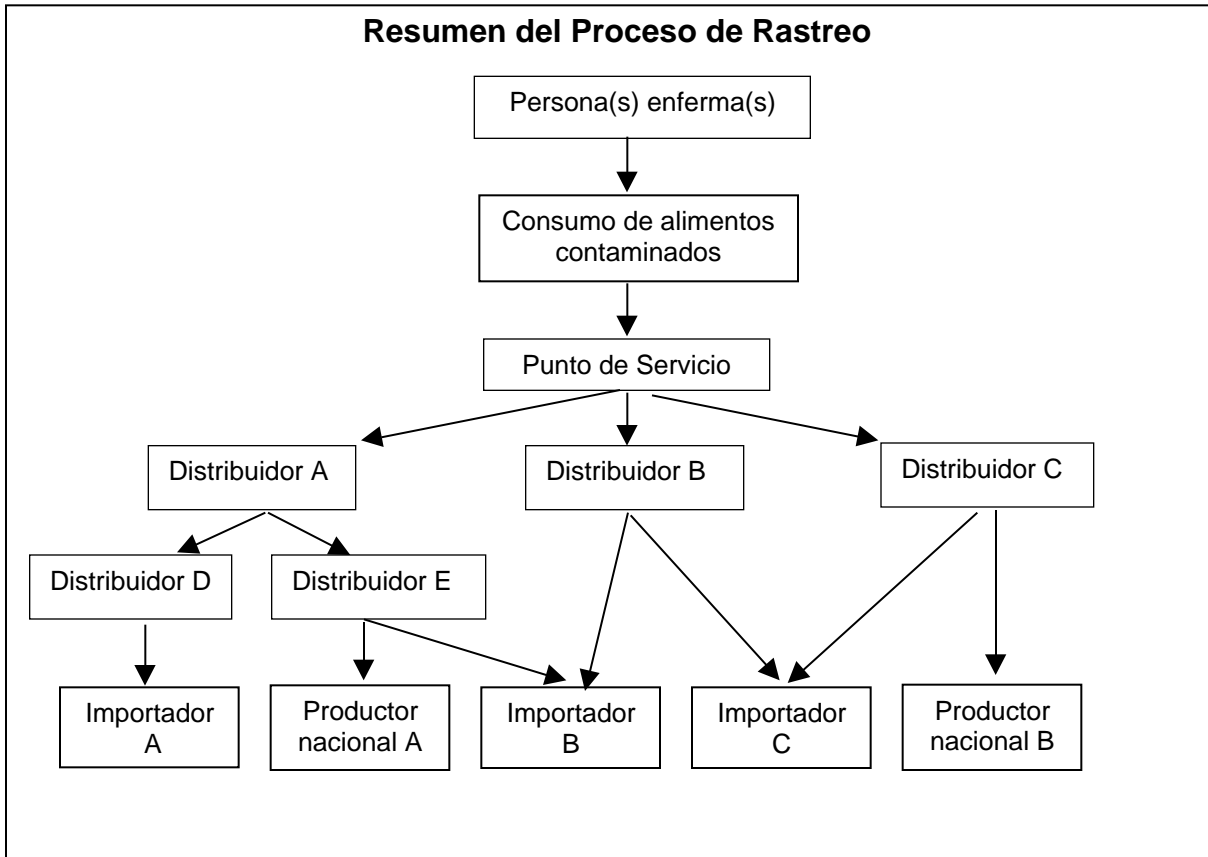 Resumen del Proceso de Rastreo
Persona(s) enferma(s)
Consumo de alimentos
contaminados
Punto de Servicio
Distribuidor A
Distribuidor B
Distribuidor C
Distribuidor D
Distribuidor E
Importador
A
Productor
nacional A
Importador
B
Importador
C
Productor
nacional B